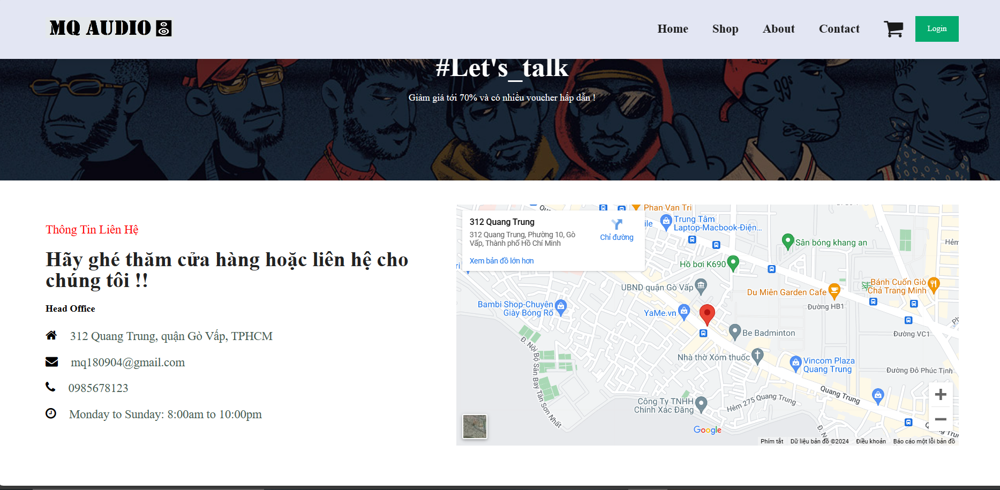 MQ AUDIO
Home
Shop
About
Contact
Login
#Let's_talk
Giảm giá tới 70% và có nhiều voucher hấp dẫn !
99s
Thông Tin Liên Hệ
Hãy ghé thăm cửa hàng hoặc liên hệ cho
chúng tôi !!
Head Office
312 Quang Trung, quận Gò Vấp, TPHCM
mq180904@gmail.com
0985678123
Monday to Sunday: 8:00am to 10:00pm
312 Quang Trung
312 Quang Trung, Phường 10, Gò
Vấp, Thành phố Hồ Chí Minh
Chỉ đường
Xem bản đồ lớn hơn
Phan Van Tri
Trung Tâm
Laptop-Macbook-Điện...
Sân bóng khang an
Hẻm
Hồ bơi K690
UBND quận Gò Vấp
Du Miên Garden Cafe
Bánh Cuốn Giò
Chả Trang Minh
Bambi Shop-Chuyên
Giày Bóng Rổ
YaMe.vn
Đường HB1
Be Badminton
Đường VC1
Đ. Nội Bộ Sân Bay Tân Sơn Nhất
Nhà thờ Xóm thuốc
Vincom Plaza
Quang Trung
Đường Đỗ Phúc Tịnh
Quang Trung
Công Ty TNHH
Chính Xác Đăng
Hẻm 275 Quang Trung
Google
Phím tắt
Dữ liệu bản đồ ©2024
Điều khoản
Báo cáo một lỗi bản đồ